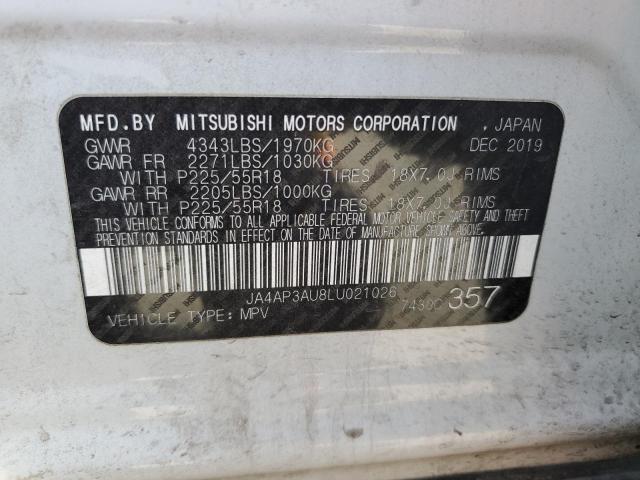 MFD.BY MITSUBISHI MOTORS CORPORATION , JAPAN
GVWR 4343LBS/1970KG DEC 2019
GAWR FR 2271LBS/1030KG
WITH P225/55R18 TIRES 18X7.0J RIMS
GAWR RR 2205LBS/1000KG
WITH P225/55R18 TIRES 18X7.0J RIMS
THIS VEHICLE CONFORMS TO ALL APPLICABLE FEDERAL MOTOR VEHICLE SAFETY AND THEFT
PREVENTION STANDARDS IN EFFECT ON THE DATE OF MANUFACTURE SHOWN ABOVE.
JA4AP3AU8LU021026
VEHICLE TYPE: MPV 7430C 357